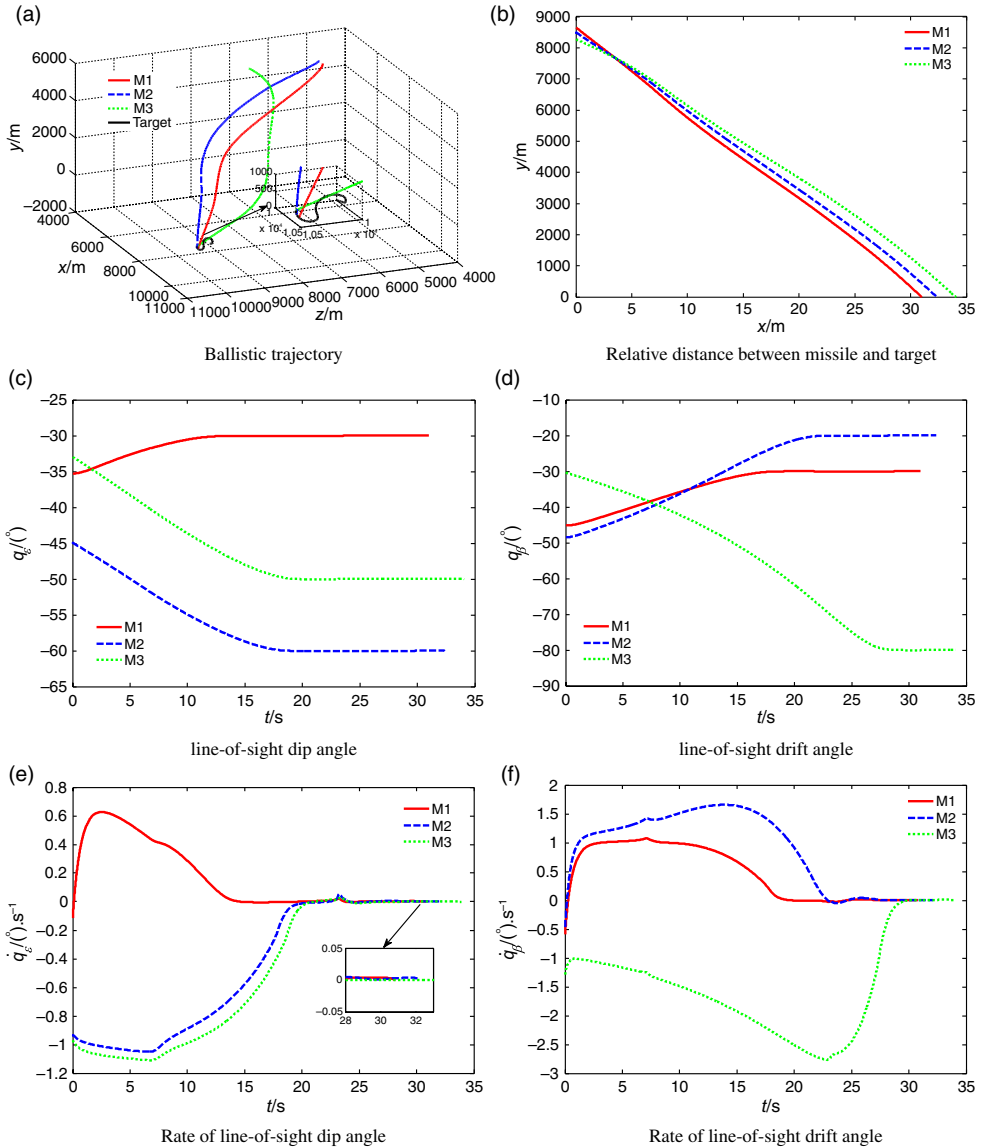 (a)
6000
4000
2000
0
−2000
y/m
M1
M2
M3
Target
1000
500
0
1
× 10⁴
1.05
1.05
1
× 10⁴
4000
6000
8000
10000
11000
x/m
11000
10000
9000
8000
7000
6000
5000
4000
z/m
Ballistic trajectory
(b)
9000
8000
7000
6000
5000
4000
3000
2000
1000
0
y/m
M1
M2
M3
0 5 10 15 20 25 30 35
x/m
Relative distance between missile and target
(c)
−25
−30
−35
−40
−45
−50
−55
−60
−65
qε/(°)
M1
M2
M3
0 5 10 15 20 25 30 35
t/s
line-of-sight dip angle
(d)
−10
−20
−30
−40
−50
−60
−70
−80
−90
qβ/(°)
M1
M2
M3
0 5 10 15 20 25 30 35
t/s
line-of-sight drift angle
(e)
0.8
0.6
0.4
0.2
0
−0.2
−0.4
−0.6
−0.8
−1
−1.2
q̇ε/(°).s⁻¹
M1
M2
M3
0.05
0
−0.05
28 30 32
0 5 10 15 20 25 30 35
t/s
Rate of line-of-sight dip angle
(f)
2
1.5
1
0.5
0
−0.5
−1
−1.5
−2
−2.5
−3
q̇β/(°).s⁻¹
M1
M2
M3
0 5 10 15 20 25 30 35
t/s
Rate of line-of-sight drift angle